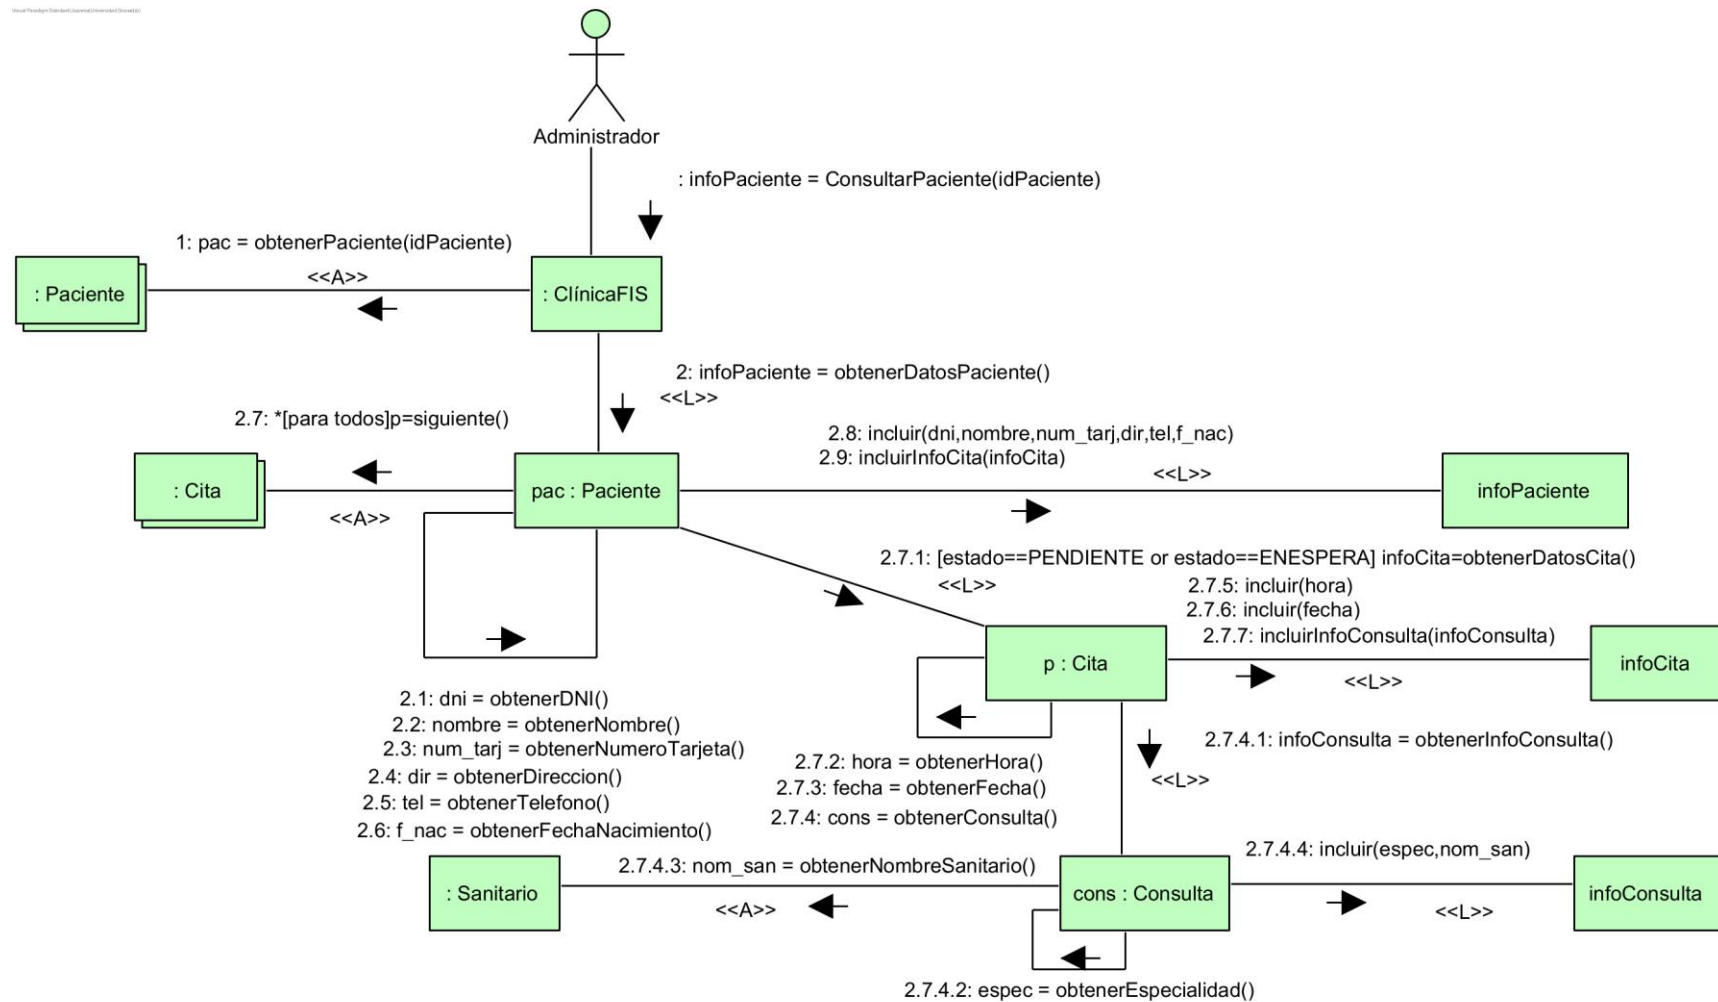 Administrador
: infoPaciente = ConsultarPaciente(idPaciente)
1: pac = obtenerPaciente(idPaciente)
<<A>>
: Paciente
: ClínicaFIS
2: infoPaciente = obtenerDatosPaciente()
<<L>>
2.7: *[para todos]p=siguiente()
2.8: incluir(dni,nombre,num_tarj,dir,tel,f_nac)
2.9: incluirInfoCita(infoCita)
<<L>>
: Cita
pac : Paciente
infoPaciente
<<A>>
2.7.1: [estado==PENDIENTE or estado==ENESPERA] infoCita=obtenerDatosCita()
<<L>>
2.7.5: incluir(hora)
2.7.6: incluir(fecha)
2.7.7: incluirInfoConsulta(infoConsulta)
p : Cita
infoCita
<<L>>
2.1: dni = obtenerDNI()
2.2: nombre = obtenerNombre()
2.3: num_tarj = obtenerNumeroTarjeta()
2.4: dir = obtenerDireccion()
2.5: tel = obtenerTelefono()
2.6: f_nac = obtenerFechaNacimiento()
2.7.2: hora = obtenerHora()
2.7.3: fecha = obtenerFecha()
2.7.4: cons = obtenerConsulta()
2.7.4.1: infoConsulta = obtenerInfoConsulta()
<<L>>
2.7.4.3: nom_san = obtenerNombreSanitario()
2.7.4.4: incluir(espec,nom_san)
: Sanitario
cons : Consulta
infoConsulta
<<A>>
<<L>>
2.7.4.2: espec = obtenerEspecialidad()